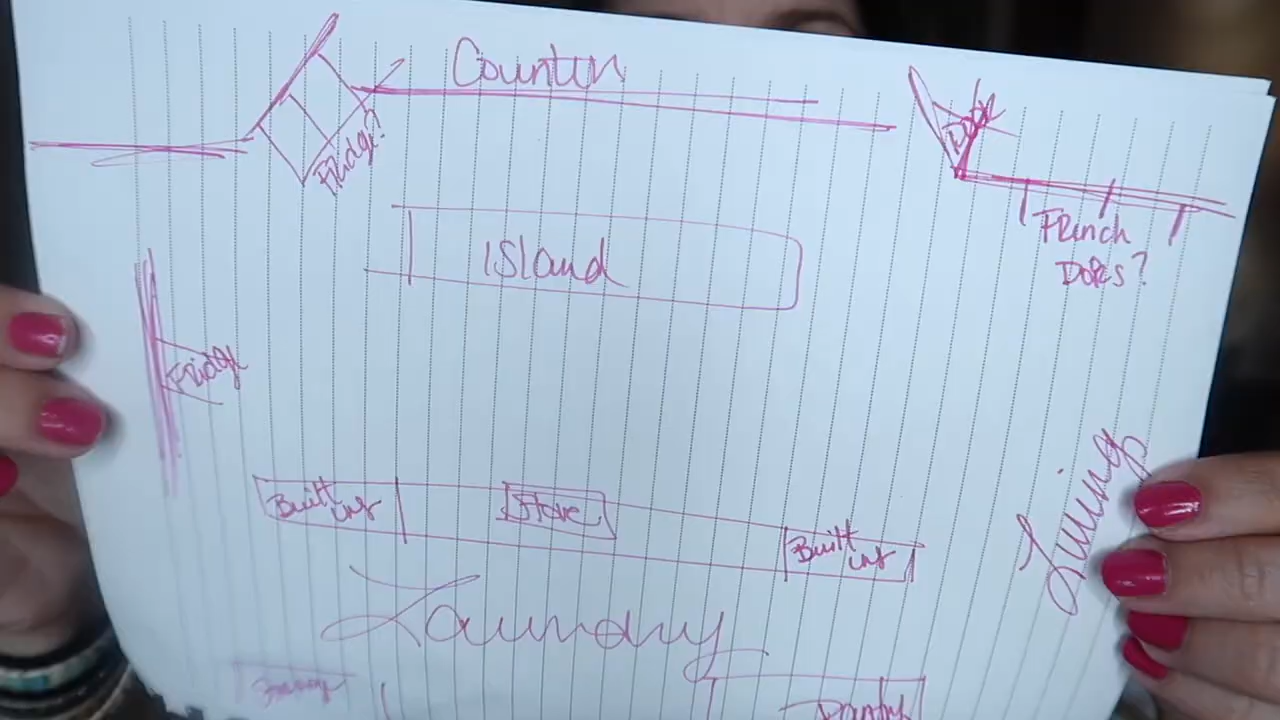 Counter
Door
Fridge?
French
Doors?
Island
Fridge
Built
ins
Stove
Built
ins
Living
Laundry
Pantry